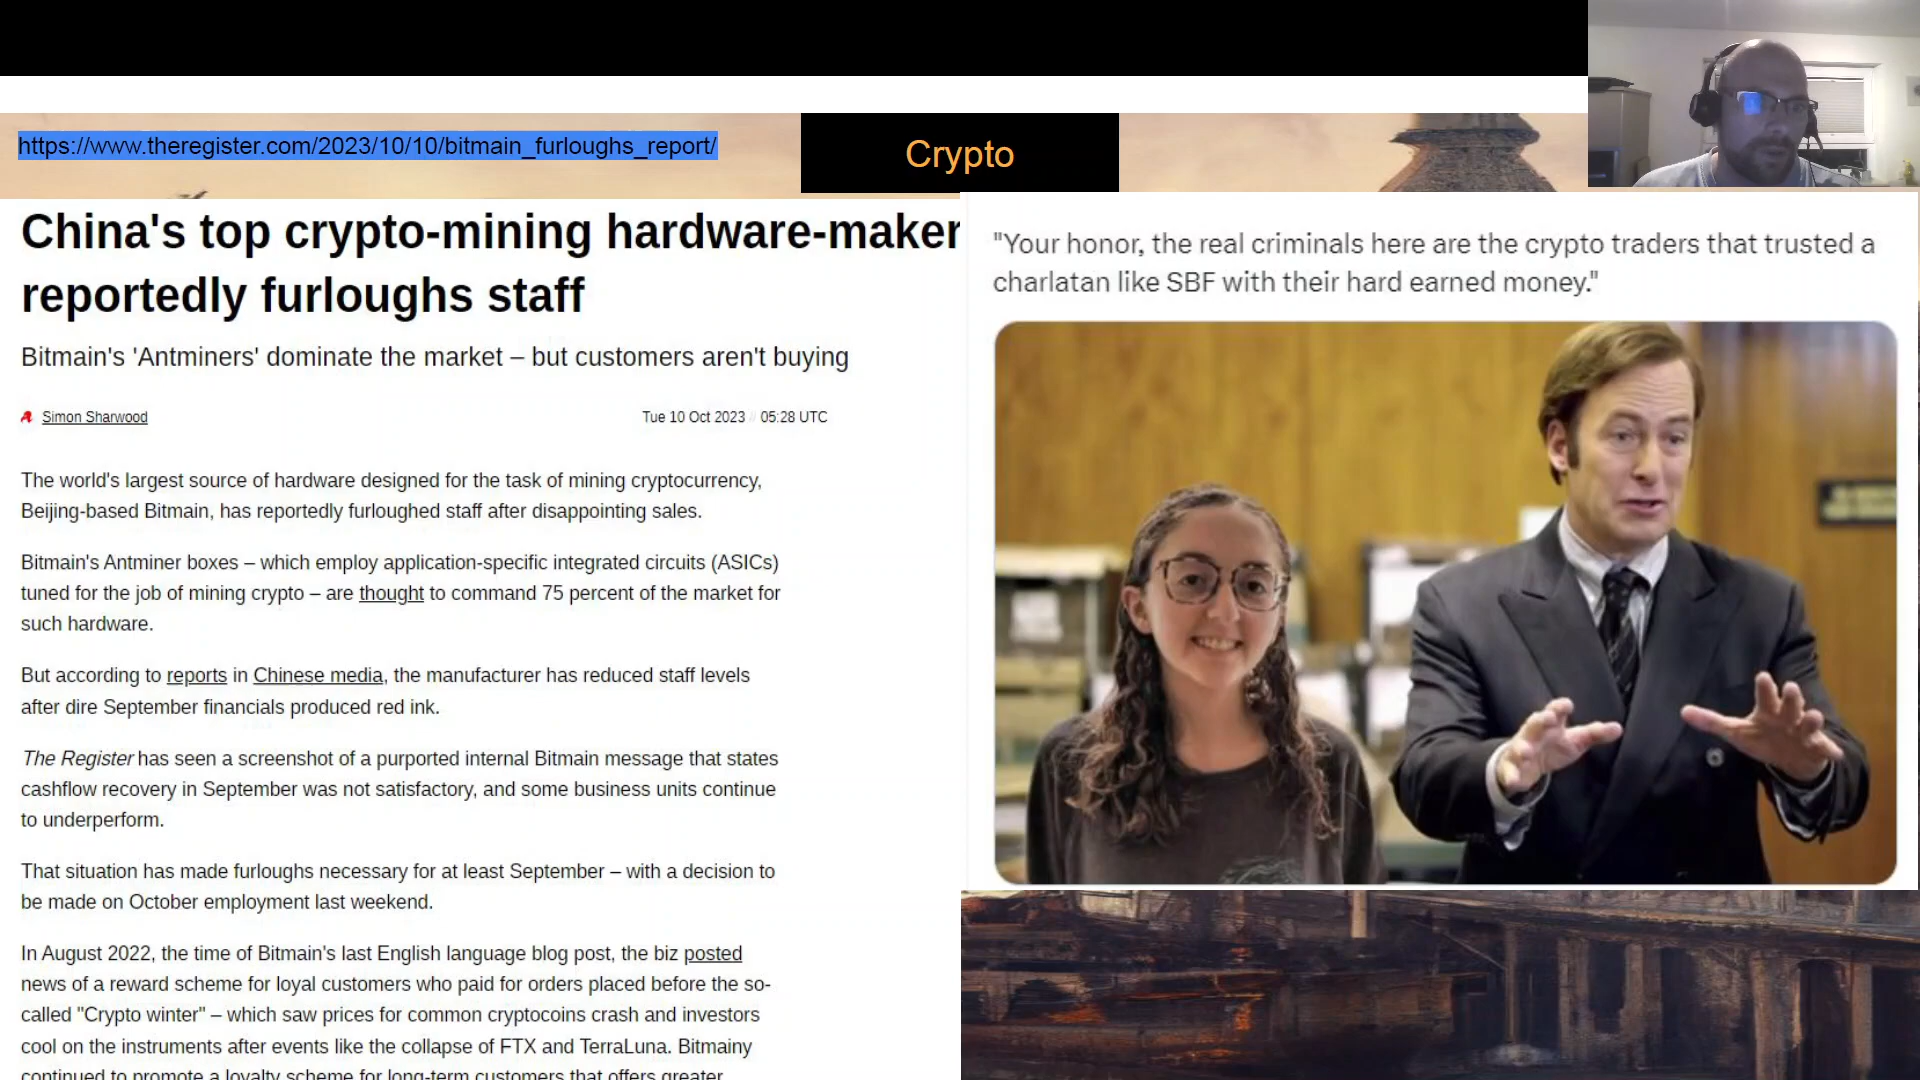 https://www.theregister.com/2023/10/10/bitmain_furloughs_report/
Crypto
China's top crypto-mining hardware-maker
reportedly furloughs staff
Bitmain's 'Antminers' dominate the market – but customers aren't buying
Simon Sharwood
Tue 10 Oct 2023 // 05:28 UTC
The world's largest source of hardware designed for the task of mining cryptocurrency,
Beijing-based Bitmain, has reportedly furloughed staff after disappointing sales.
Bitmain's Antminer boxes – which employ application-specific integrated circuits (ASICs)
tuned for the job of mining crypto – are thought to command 75 percent of the market for
such hardware.
But according to reports in Chinese media, the manufacturer has reduced staff levels
after dire September financials produced red ink.
The Register has seen a screenshot of a purported internal Bitmain message that states
cashflow recovery in September was not satisfactory, and some business units continue
to underperform.
That situation has made furloughs necessary for at least September – with a decision to
be made on October employment last weekend.
In August 2022, the time of Bitmain's last English language blog post, the biz posted
news of a reward scheme for loyal customers who paid for orders placed before the so-
called "Crypto winter" – which saw prices for common cryptocoins crash and investors
cool on the instruments after events like the collapse of FTX and TerraLuna. Bitmainy
continued to promote a loyalty scheme for long-term customers that offers greater
"Your honor, the real criminals here are the crypto traders that trusted a
charlatan like SBF with their hard earned money."